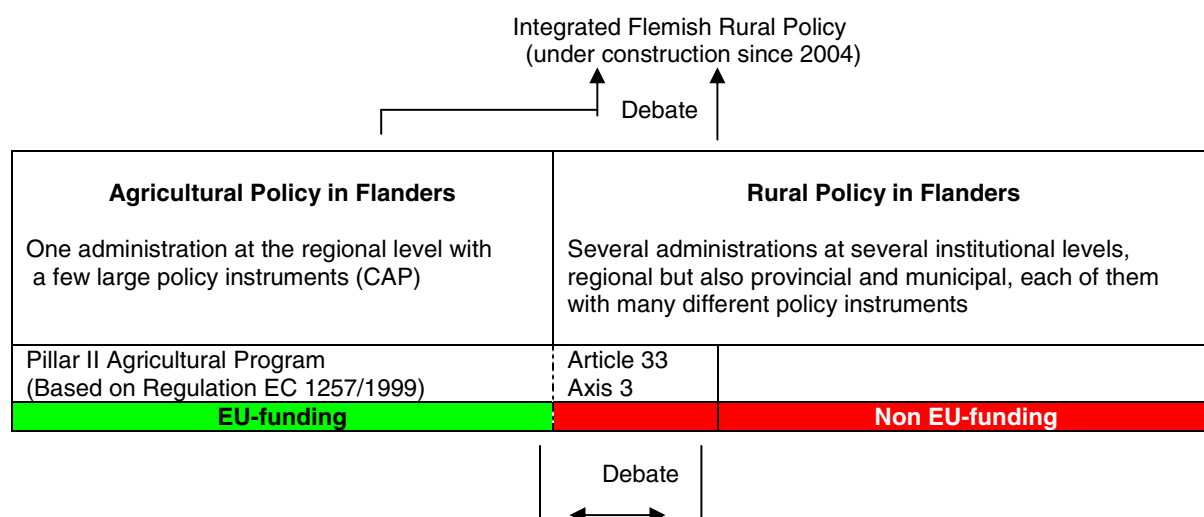 Integrated Flemish Rural Policy
(under construction since 2004)
Debate
Agricultural Policy in Flanders
One administration at the regional level with
a few large policy instruments (CAP)
Rural Policy in Flanders
Several administrations at several institutional levels,
regional but also provincial and municipal, each of them
with many different policy instruments
Pillar II Agricultural Program
(Based on Regulation EC 1257/1999)
Article 33
Axis 3
EU-funding
Non EU-funding
Debate